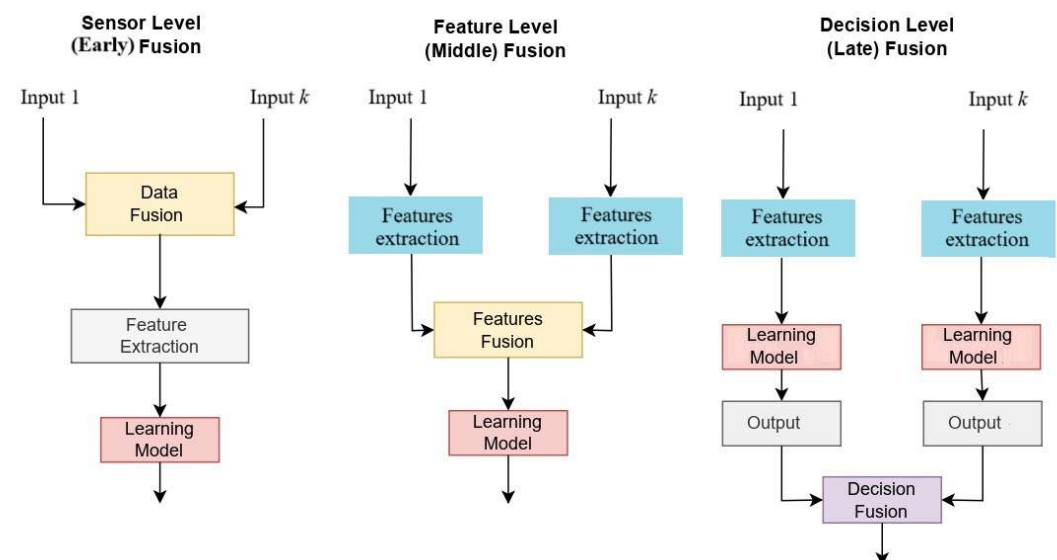 Sensor Level
(Early) Fusion
Input 1
Input k
Data
Fusion
Feature
Extraction
Learning
Model
Feature Level
(Middle) Fusion
Input 1
Input k
Features
extraction
Features
extraction
Features
Fusion
Learning
Model
Decision Level
(Late) Fusion
Input 1
Input k
Features
extraction
Features
extraction
Learning
Model
Learning
Model
Output
Output
Decision
Fusion